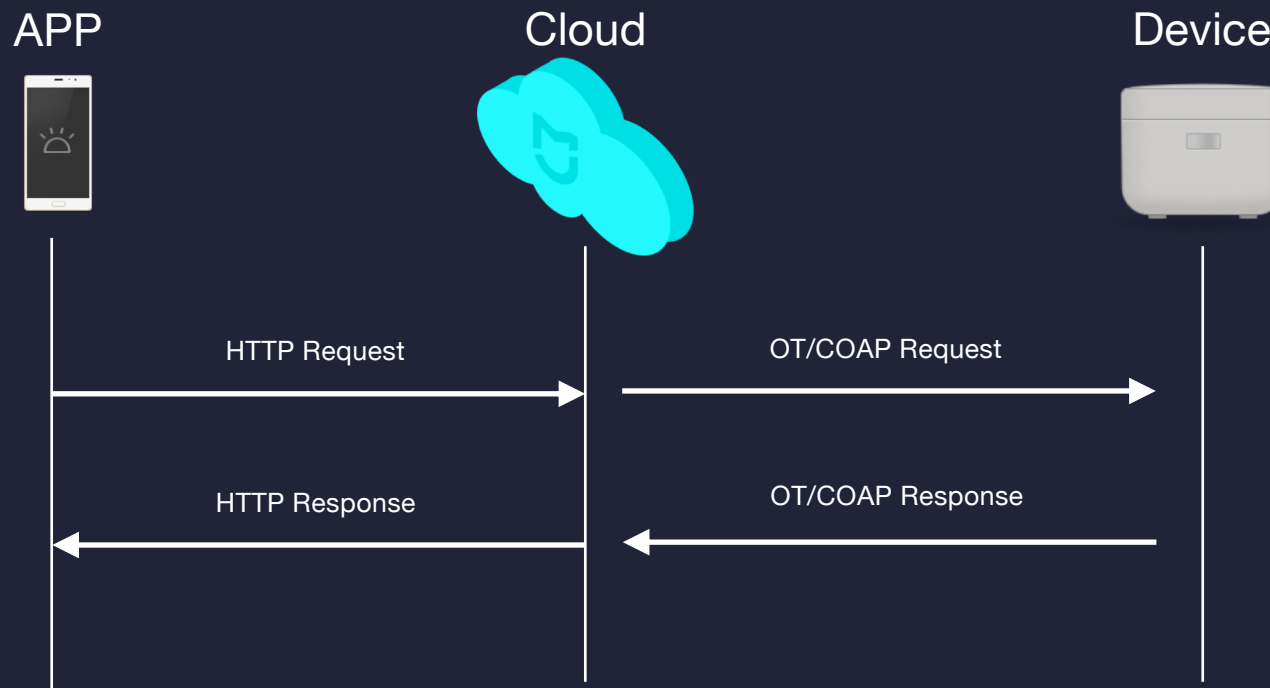 APP
Cloud
Device
HTTP Request
OT/COAP Request
HTTP Response
OT/COAP Response